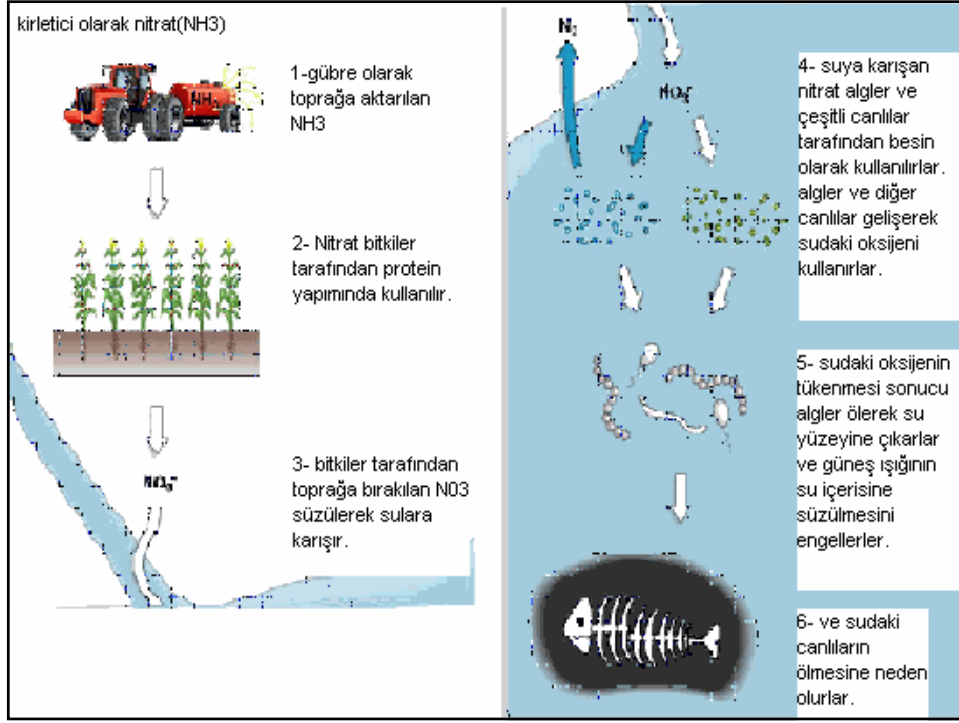 kirletici olarak nitrat(NH3)
NH3
1-gübre olarak
toprağa aktarılan
NH3
2- Nitrat bitkiler
tarafından protein
yapımında kullanılır.
NO3-
3- bitkiler tarafından
toprağa bırakılan N03
süzülerek sulara
karışır.
N2
NO3-
4- suya karışan
nitrat algler ve
çeşitli canlılar
tarafından besin
olarak kullanılırlar.
algler ve diğer
canlılar gelişerek
sudaki oksijeni
kullanırlar.
5- sudaki oksijenin
tükenmesi sonucu
algler ölerek su
yüzeyine çıkarlar
ve güneş ışığının
su içerisine
süzülmesini
engellerler.
6- ve sudaki
canlıların
ölmesine neden
olurlar.